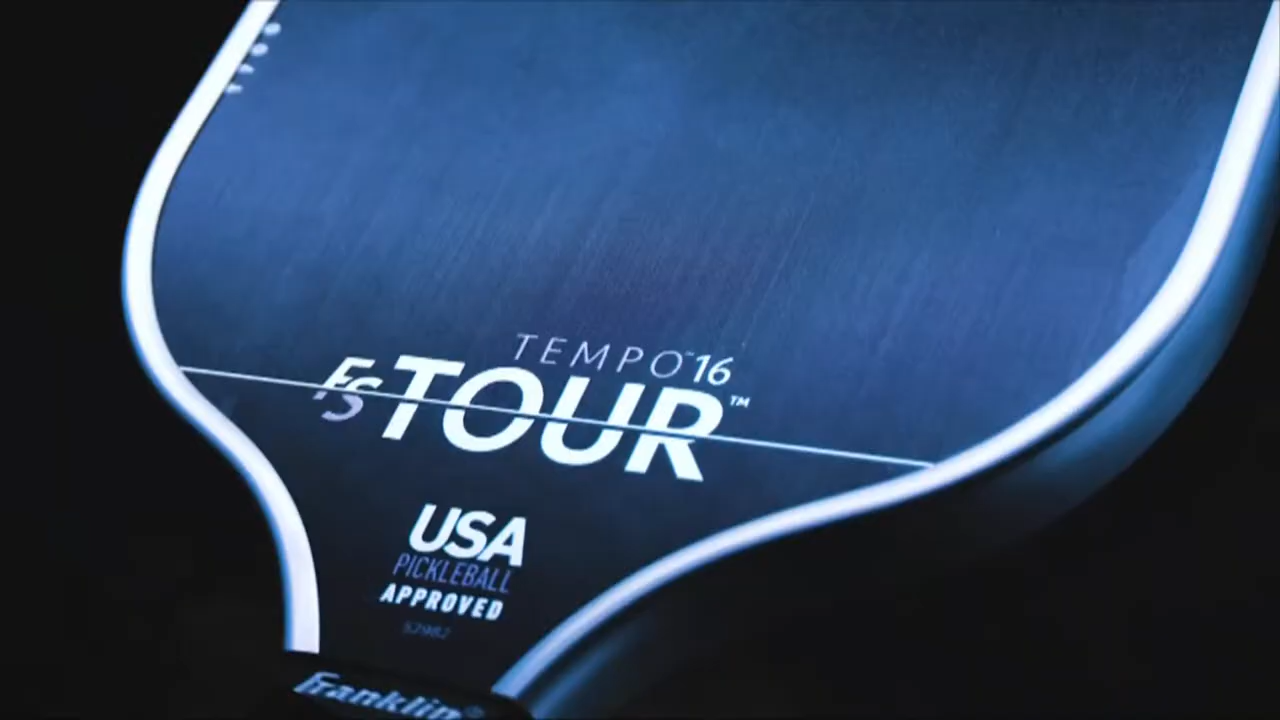 TEMPO™16
FS TOUR™
USA
PICKLEBALL
APPROVED
Franklin®